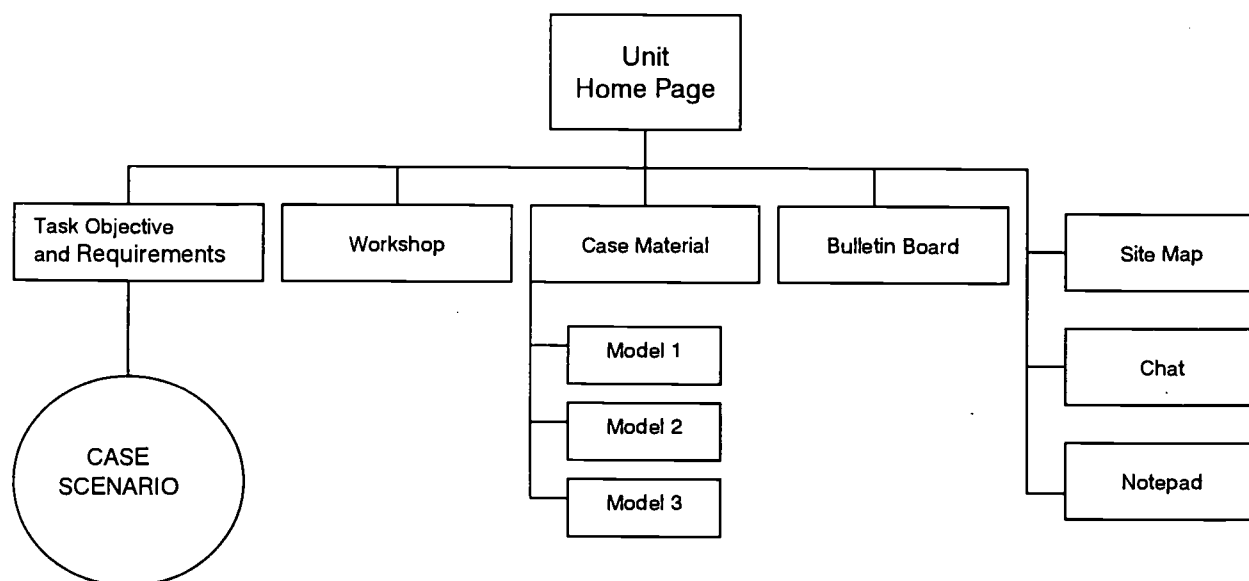 Unit
Home Page
Task Objective
and Requirements
Workshop
Case Material
Bulletin Board
Site Map
Model 1
Chat
Model 2
CASE
SCENARIO
Notepad
Model 3